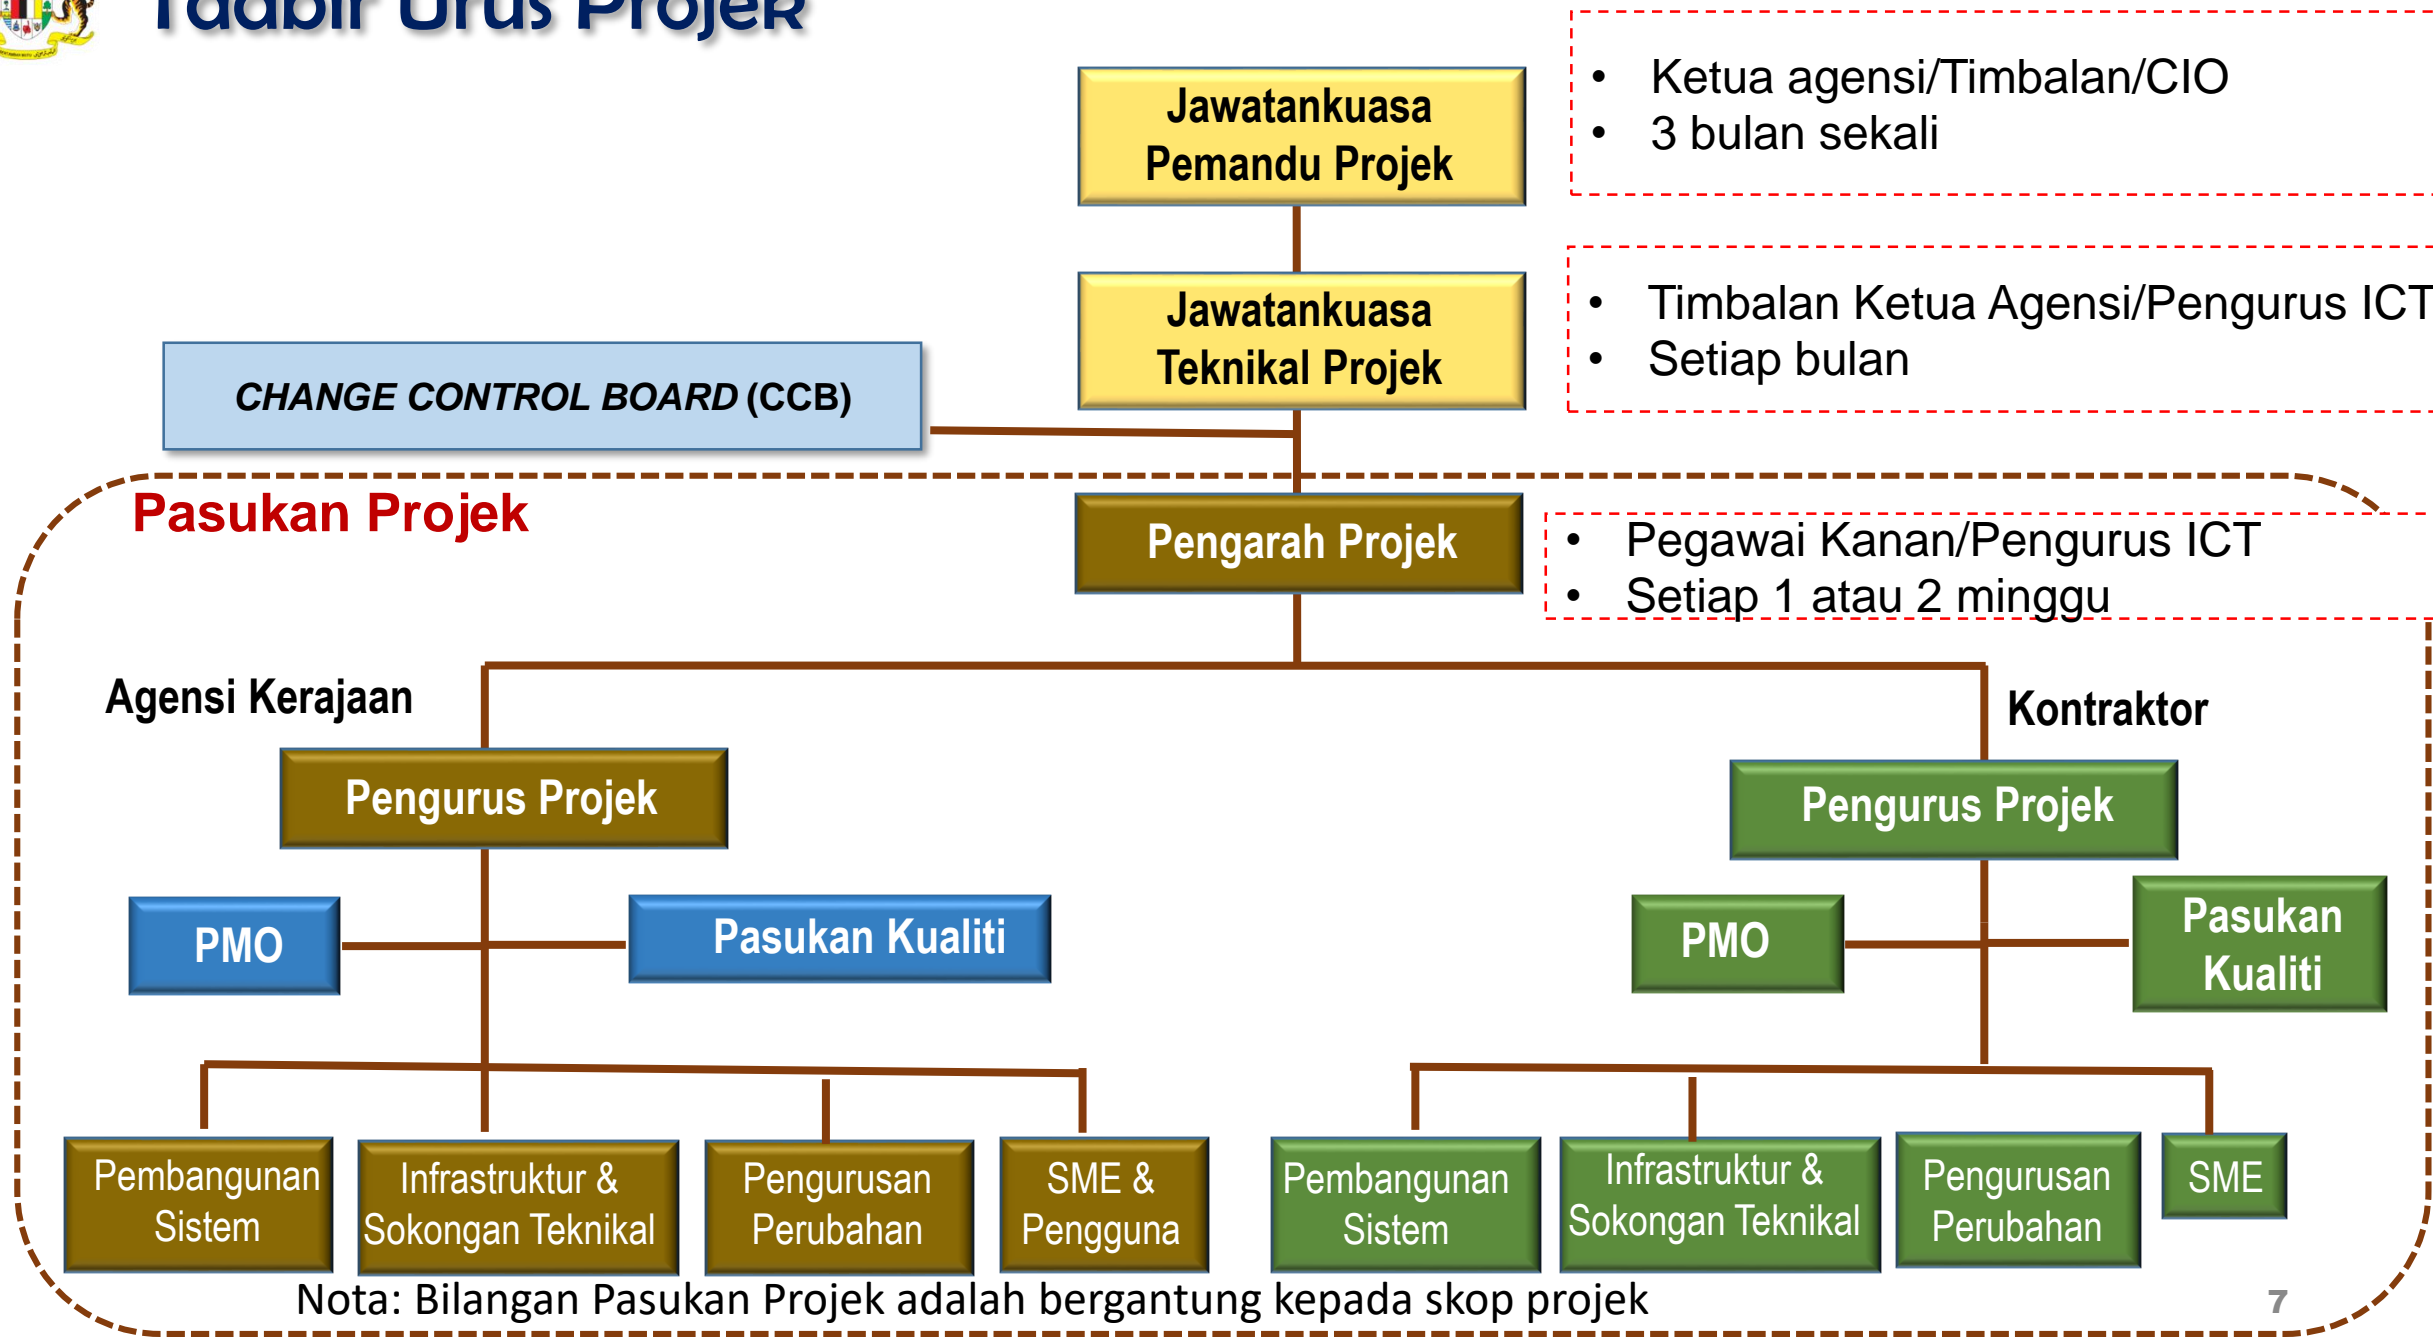 Tadbir Urus Projek
Jawatankuasa
Pemandu Projek
• Ketua agensi/Timbalan/CIO
• 3 bulan sekali
Jawatankuasa
Teknikal Projek
• Timbalan Ketua Agensi/Pengurus ICT
• Setiap bulan
CHANGE CONTROL BOARD (CCB)
Pasukan Projek
Pengarah Projek
• Pegawai Kanan/Pengurus ICT
• Setiap 1 atau 2 minggu
Agensi Kerajaan
Kontraktor
Pengurus Projek
Pengurus Projek
PMO
Pasukan Kualiti
PMO
Pasukan
Kualiti
Pembangunan
Sistem
Infrastruktur &
Sokongan Teknikal
Pengurusan
Perubahan
SME &
Pengguna
Pembangunan
Sistem
Infrastruktur &
Sokongan Teknikal
Pengurusan
Perubahan
SME
Nota: Bilangan Pasukan Projek adalah bergantung kepada skop projek
7